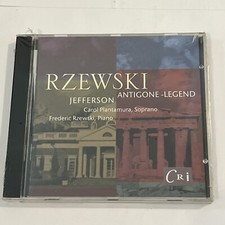 RZEWSKI
ANTIGONE-LEGEND
JEFFERSON
Carol Plantamura, Soprano
Frederic Rzewski, Piano
CRi